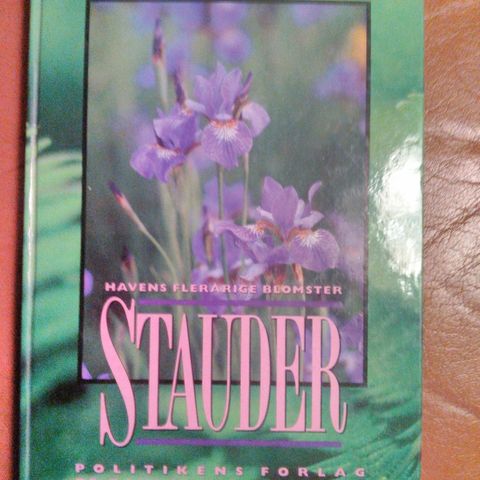 HAVENS FLERÅRIGE BLOMSTER
STAUDER
POLITIKENS FORLAG